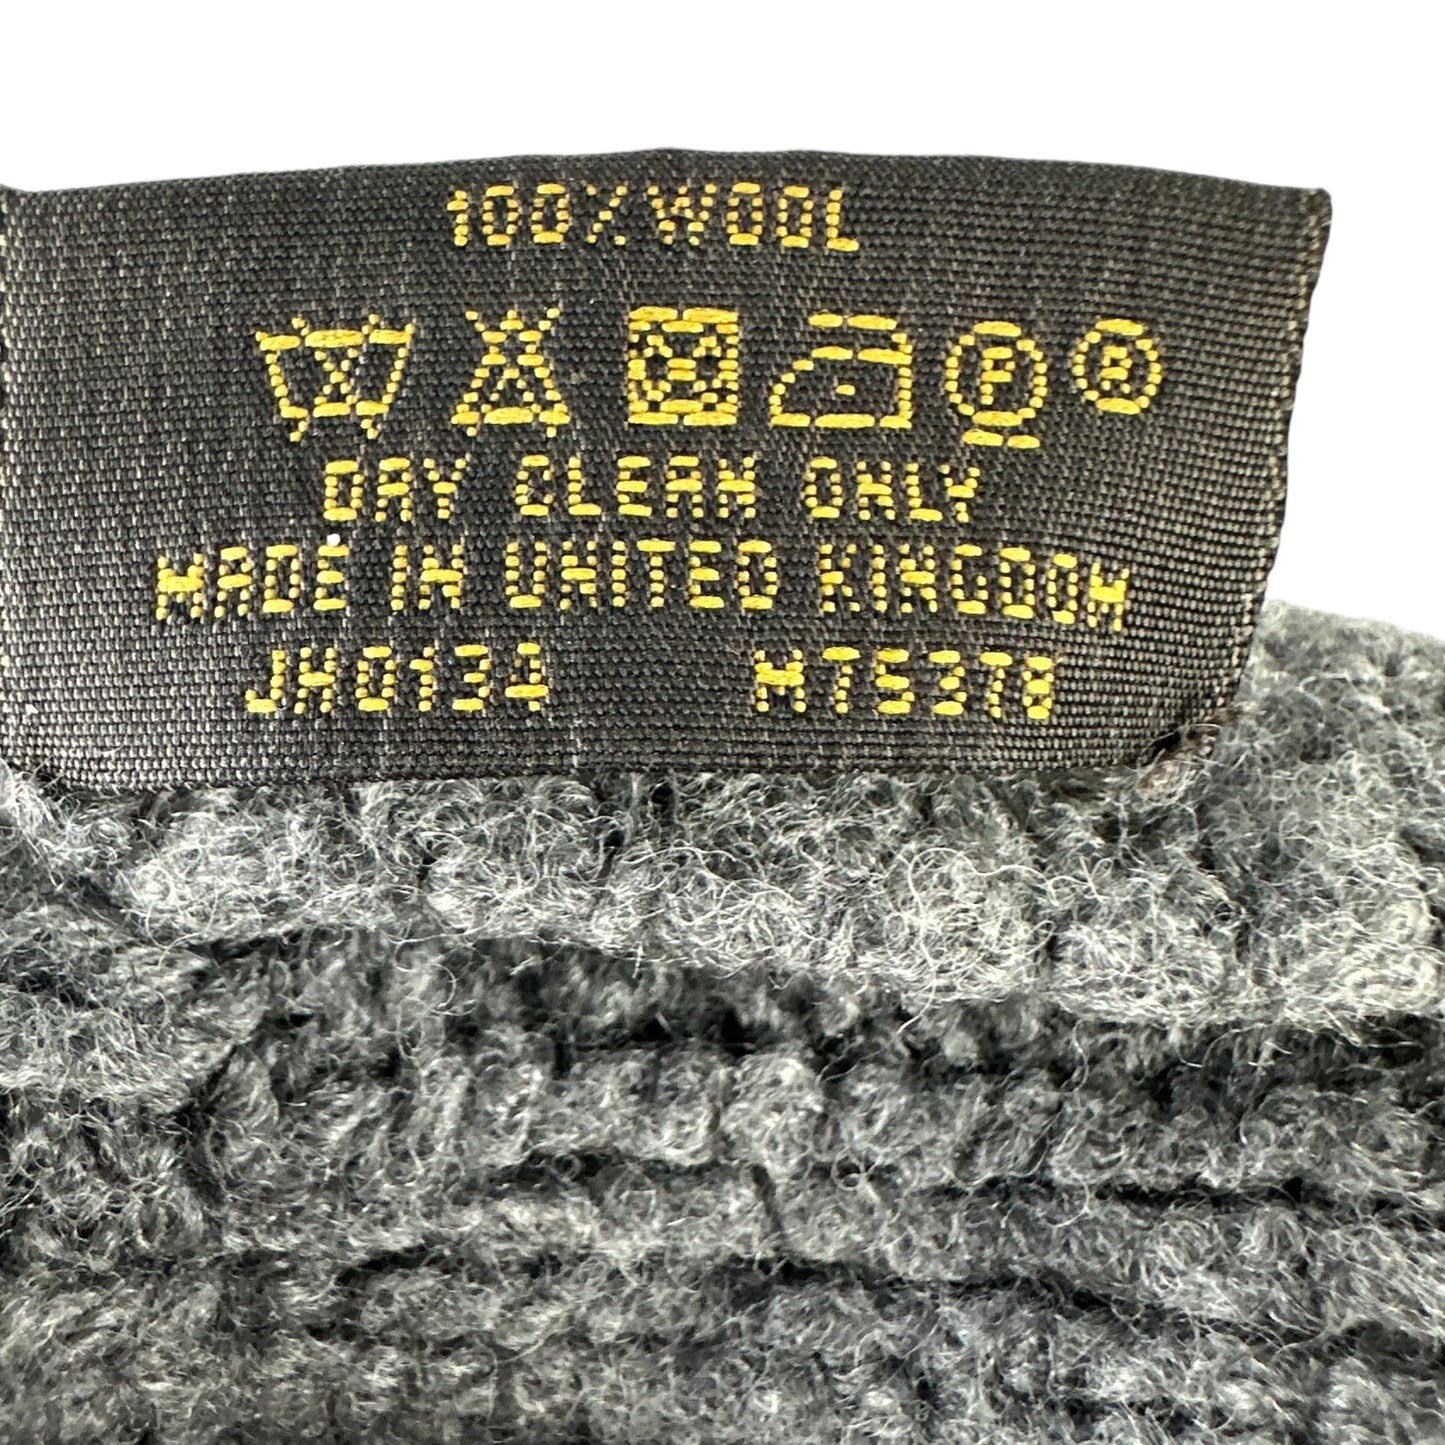 100% WOOL
P R
DRY CLEAN ONLY
MADE IN UNITED KINGDOM
JH0134 M75378